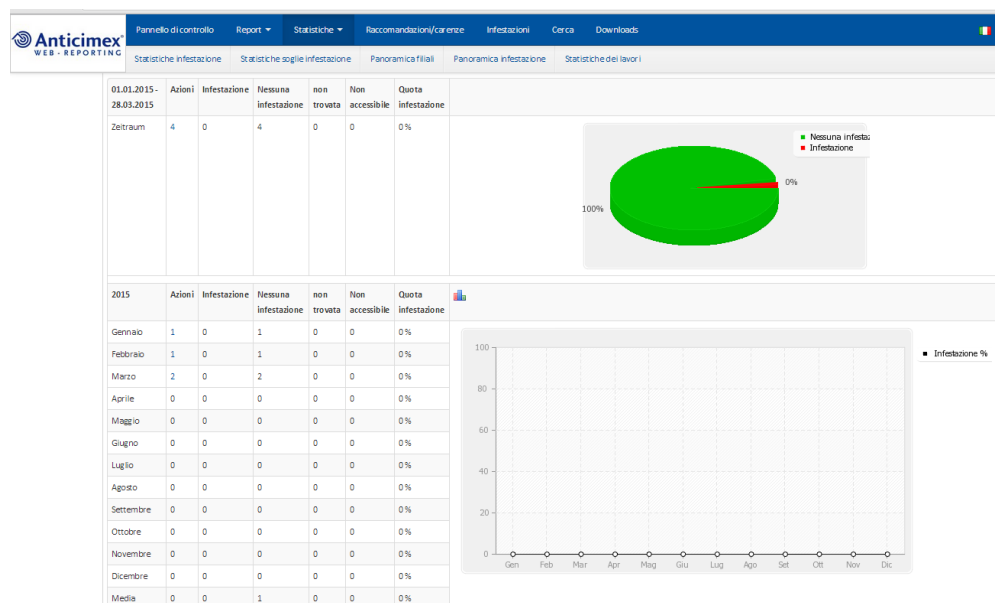 Anticimex
WEB - REPORTING
Pannello di controllo Report Statistiche Raccomandazioni/carenze Infestazioni Cerca Downloads
Statistiche infestazione Statistiche soglie infestazione Panoramica filiali Panoramica infestazione Statistiche dei lavori
01.01.2015 - 28.03.2015 Azioni Infestazione Nessuna infestazione non trovata Non accessibile Quota infestazione
Zeitraum 4 0 4 0 0 0 %
Nessuna infestaz
Infestazione
0%
100%
2015 Azioni Infestazione Nessuna infestazione non trovata Non accessibile Quota infestazione
Gennaio 1 0 1 0 0 0 %
Febbraio 1 0 1 0 0 0 %
Marzo 2 0 2 0 0 0 %
Aprile 0 0 0 0 0 0 %
Maggio 0 0 0 0 0 0 %
Giugno 0 0 0 0 0 0 %
Luglio 0 0 0 0 0 0 %
Agosto 0 0 0 0 0 0 %
Settembre 0 0 0 0 0 0 %
Ottobre 0 0 0 0 0 0 %
Novembre 0 0 0 0 0 0 %
Dicembre 0 0 0 0 0 0 %
Media 0 0 1 0 0 0 %
100
80
60
40
20
0
Gen Feb Mar Apr Mag Giu Lug Ago Set Ott Nov Dic
Infestazione %